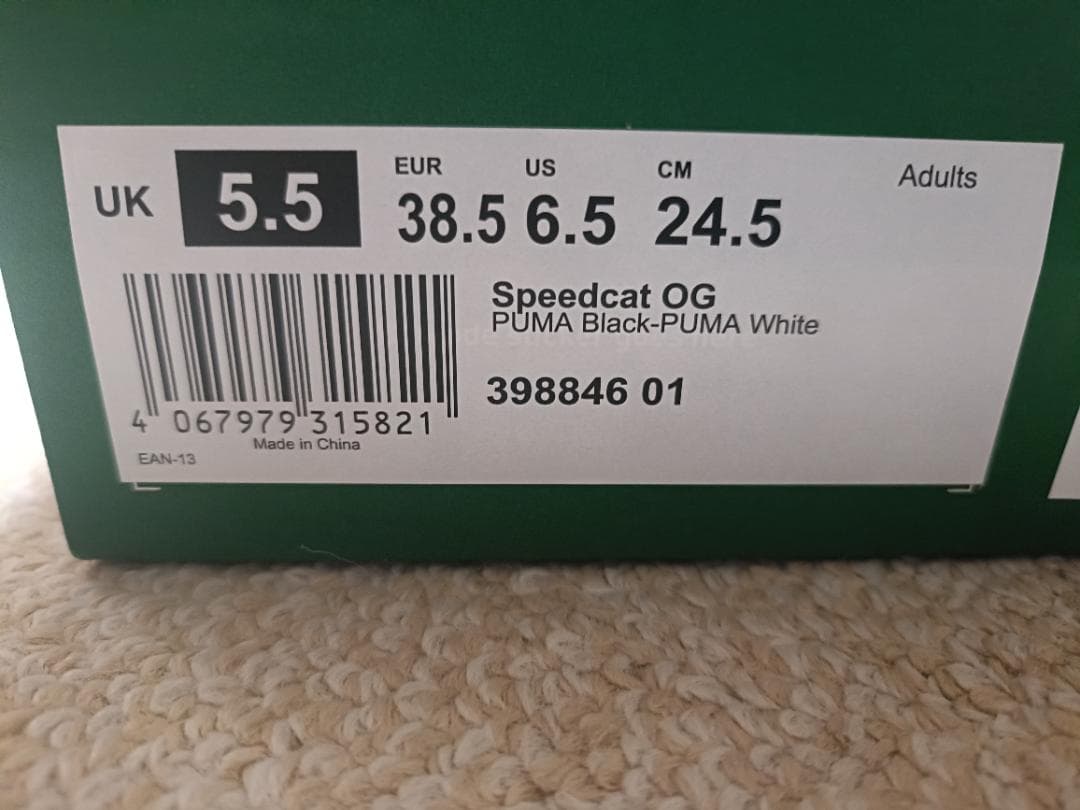 UK 5.5
EUR US CM Adults
38.5 6.5 24.5
Speedcat OG
PUMA Black-PUMA White
398846 01
4 067979 315821
Made in China
EAN-13